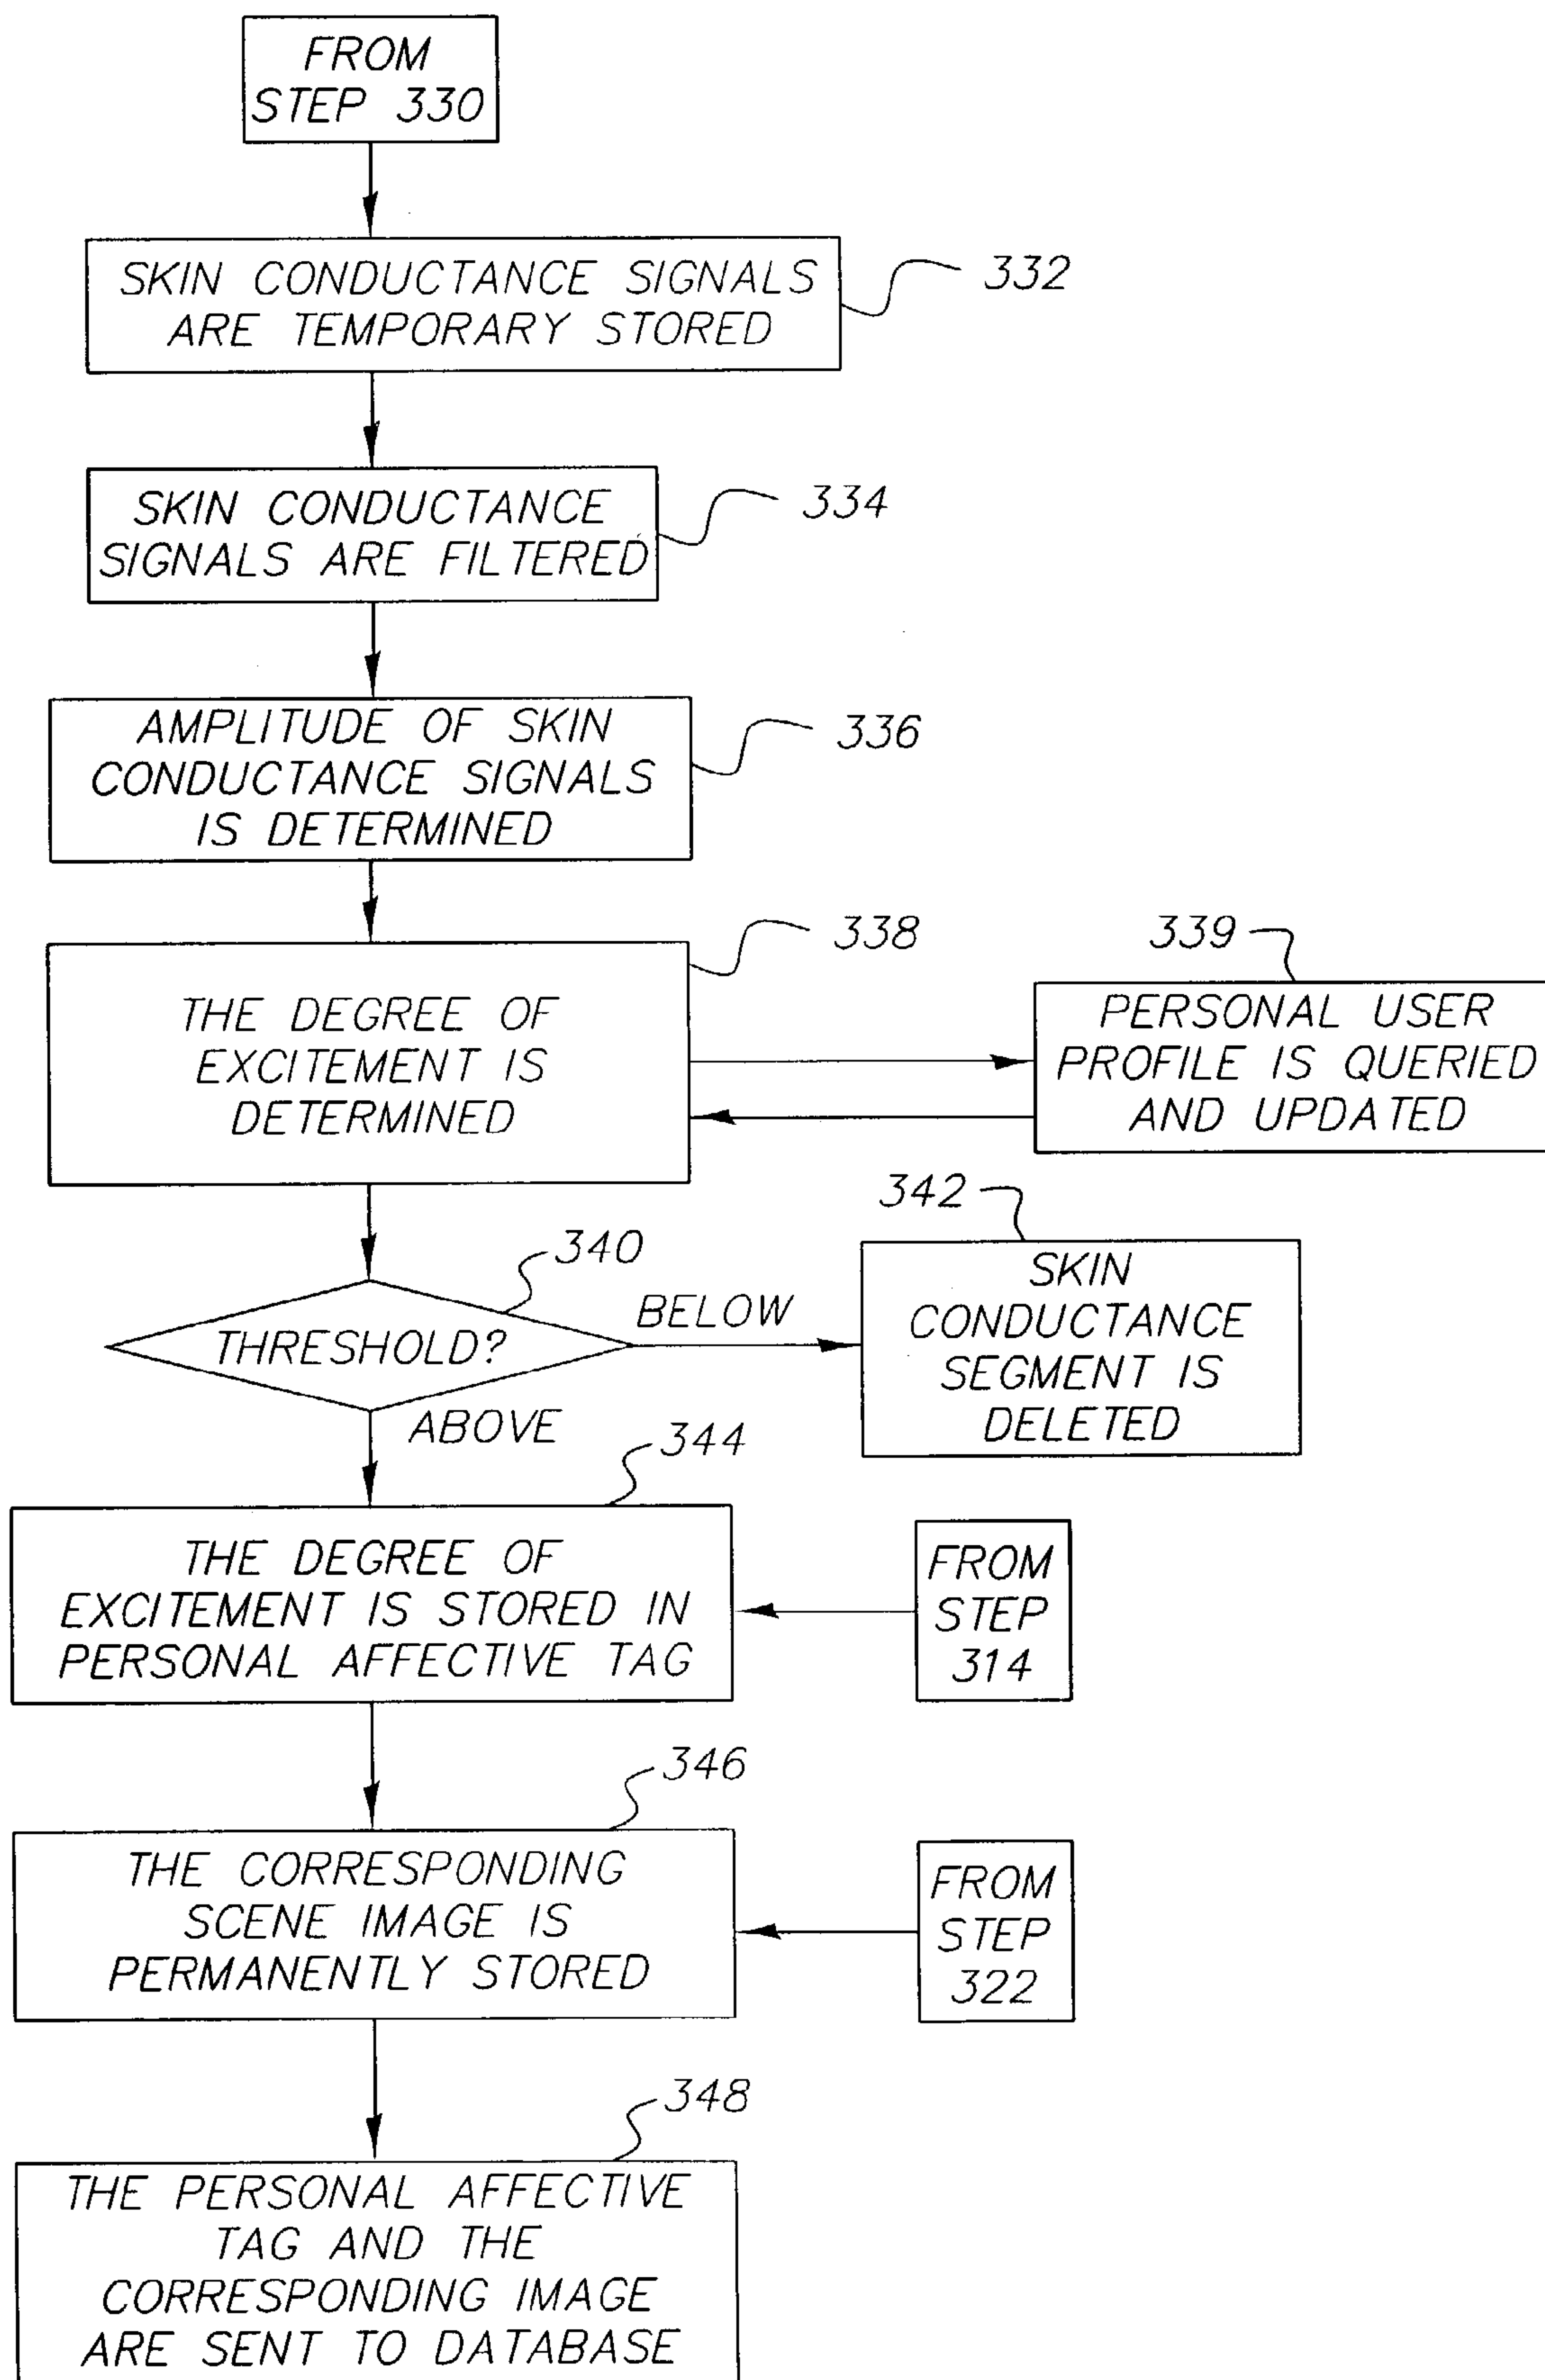 FROM
STEP 330
SKIN CONDUCTANCE SIGNALS
ARE TEMPORARY STORED
332
SKIN CONDUCTANCE
SIGNALS ARE FILTERED
334
AMPLITUDE OF SKIN
CONDUCTANCE SIGNALS
IS DETERMINED
336
THE DEGREE OF
EXCITEMENT IS
DETERMINED
338
339
PERSONAL USER
PROFILE IS QUERIED
AND UPDATED
340
THRESHOLD?
BELOW
342
SKIN
CONDUCTANCE
SEGMENT IS
DELETED
ABOVE
344
THE DEGREE OF
EXCITEMENT IS STORED IN
PERSONAL AFFECTIVE TAG
FROM
STEP
314
346
THE CORRESPONDING
SCENE IMAGE IS
PERMANENTLY STORED
FROM
STEP
322
348
THE PERSONAL AFFECTIVE
TAG AND THE
CORRESPONDING IMAGE
ARE SENT TO DATABASE